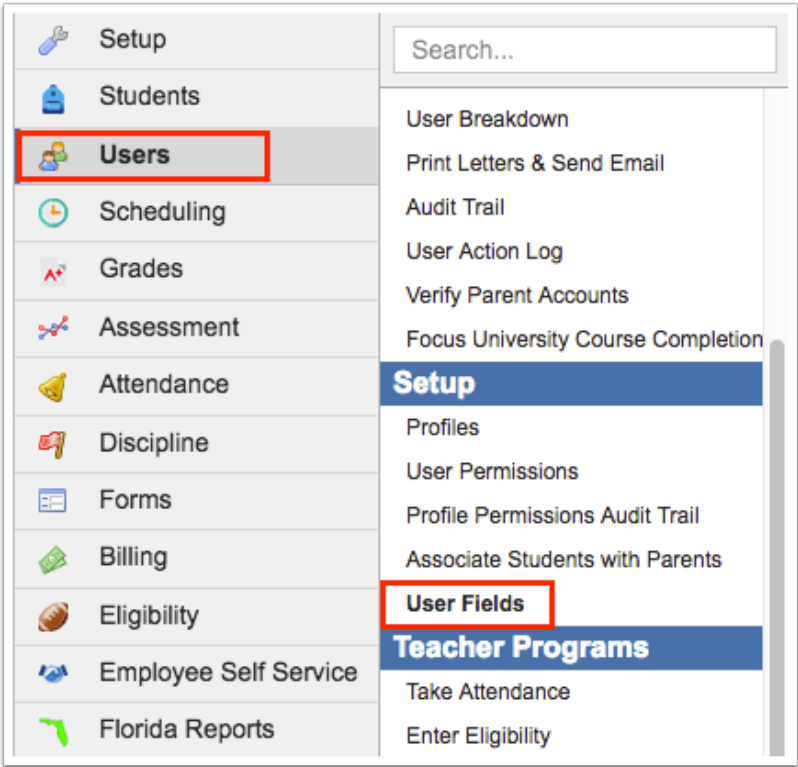 Setup
Students
Users
Scheduling
Grades
Assessment
Attendance
Discipline
Forms
Billing
Eligibility
Employee Self Service
Florida Reports
Search...
User Breakdown
Print Letters & Send Email
Audit Trail
User Action Log
Verify Parent Accounts
Focus University Course Completion
Setup
Profiles
User Permissions
Profile Permissions Audit Trail
Associate Students with Parents
User Fields
Teacher Programs
Take Attendance
Enter Eligibility